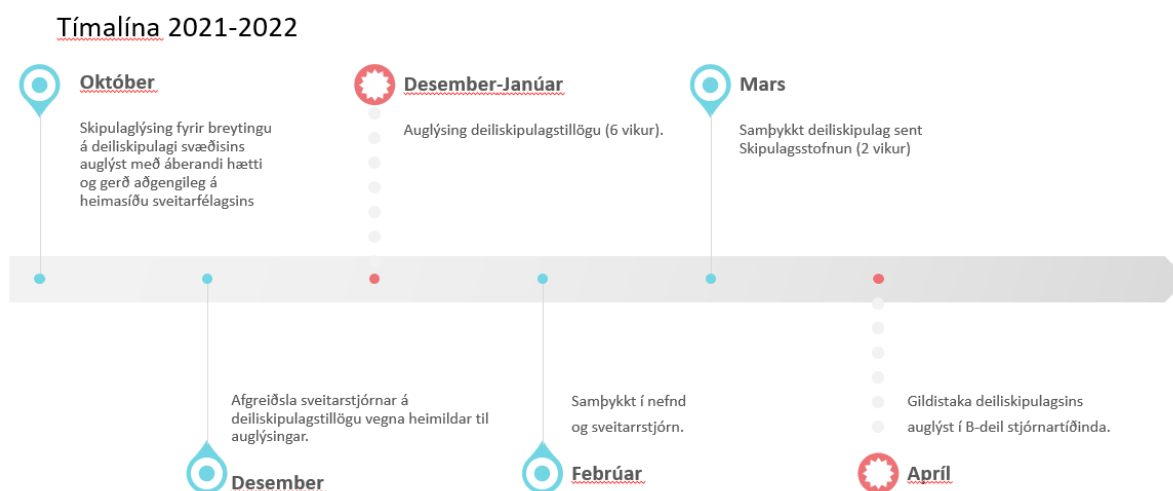 Tímalína 2021-2022
Október
Skipulaglýsing fyrir breytingu
á deiliskipulagi svæðisins
auglýst með áberandi hætti
og gerð aðgengileg á
heimasíðu sveitarfélagsins
Desember-Janúar
Auglýsing deiliskipulagstillögu (6 vikur).
Mars
Samþykkt deiliskipulag sent
Skipulagsstofnun (2 vikur)
Afgreiðsla sveitarstjórnar á
deiliskipulagstillögu vegna heimildar til
auglýsingar.
Desember
Samþykkt í nefnd
og sveitarrstjórn.
Febrúar
Gildistaka deiliskipulagsins
auglýst í B-deil stjórnartíðinda.
Apríl